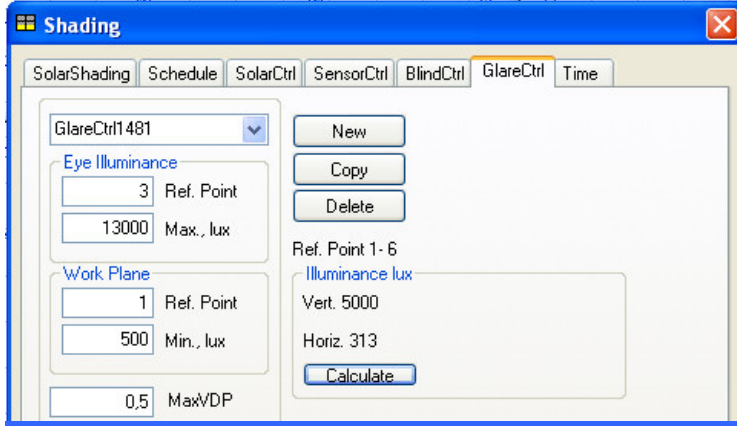 Shading
SolarShading Schedule SolarCtrl SensorCtrl BlindCtrl GlareCtrl Time
GlareCtrl1481
New
Eye Illuminance
Copy
3 Ref. Point
Delete
13000 Max., lux
Ref. Point 1- 6
Work Plane
Illuminance lux
1 Ref. Point
Vert. 5000
500 Min., lux
Horiz. 313
Calculate
0,5 MaxVDP